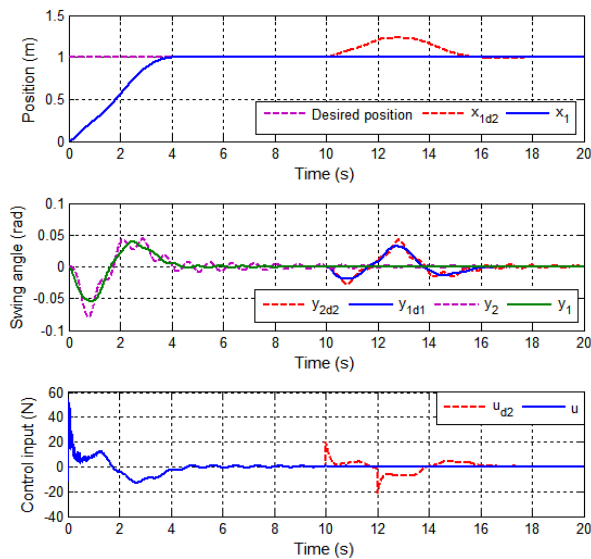 1.5
1
0.5
0
Position (m)
Desired position x1d2 x1
0 2 4 6 8 10 12 14 16 18 20
Time (s)
0.1
0.05
0
-0.05
-0.1
Swing angle (rad)
y2d2 y1d1 y2 y1
0 2 4 6 8 10 12 14 16 18 20
Time (s)
60
40
20
0
-20
-40
Control input (N)
ud2 u
0 2 4 6 8 10 12 14 16 18 20
Time (s)